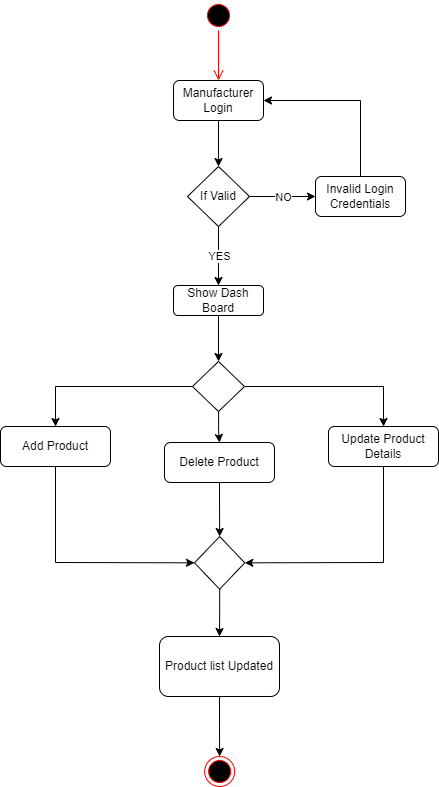 Manufacturer
Login
If Valid
NO
Invalid Login
Credentials
YES
Show Dash
Board
Add Product
Delete Product
Update Product
Details
Product list Updated